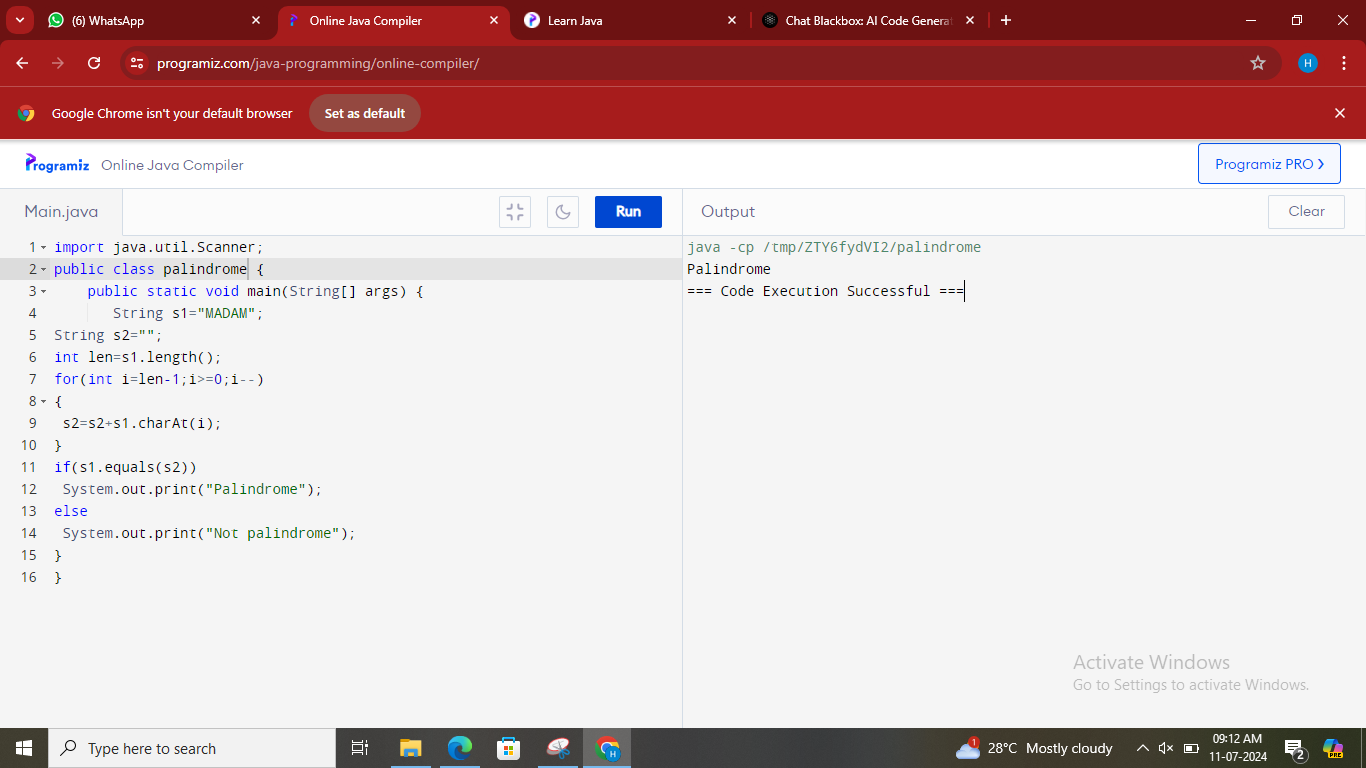 (6) WhatsApp
Online Java Compiler
Learn Java
Chat Blackbox: AI Code Generat
programiz.com/java-programming/online-compiler/
H
Google Chrome isn't your default browser
Set as default
Programiz Online Java Compiler
Programiz PRO
Main.java
Run
Output
Clear
1 import java.util.Scanner;
2 public class palindrome {
3     public static void main(String[] args) {
4        String s1="MADAM";
5 String s2="";
6 int len=s1.length();
7 for(int i=len-1;i>=0;i--)
8 {
9  s2=s2+s1.charAt(i);
10 }
11 if(s1.equals(s2))
12  System.out.print("Palindrome");
13 else
14  System.out.print("Not palindrome");
15 }
16 }
java -cp /tmp/ZTY6fydVI2/palindrome
Palindrome
=== Code Execution Successful ===
Activate Windows
Go to Settings to activate Windows.
Type here to search
H
1
28°C Mostly cloudy
09:12 AM
11-07-2024
2
PRE